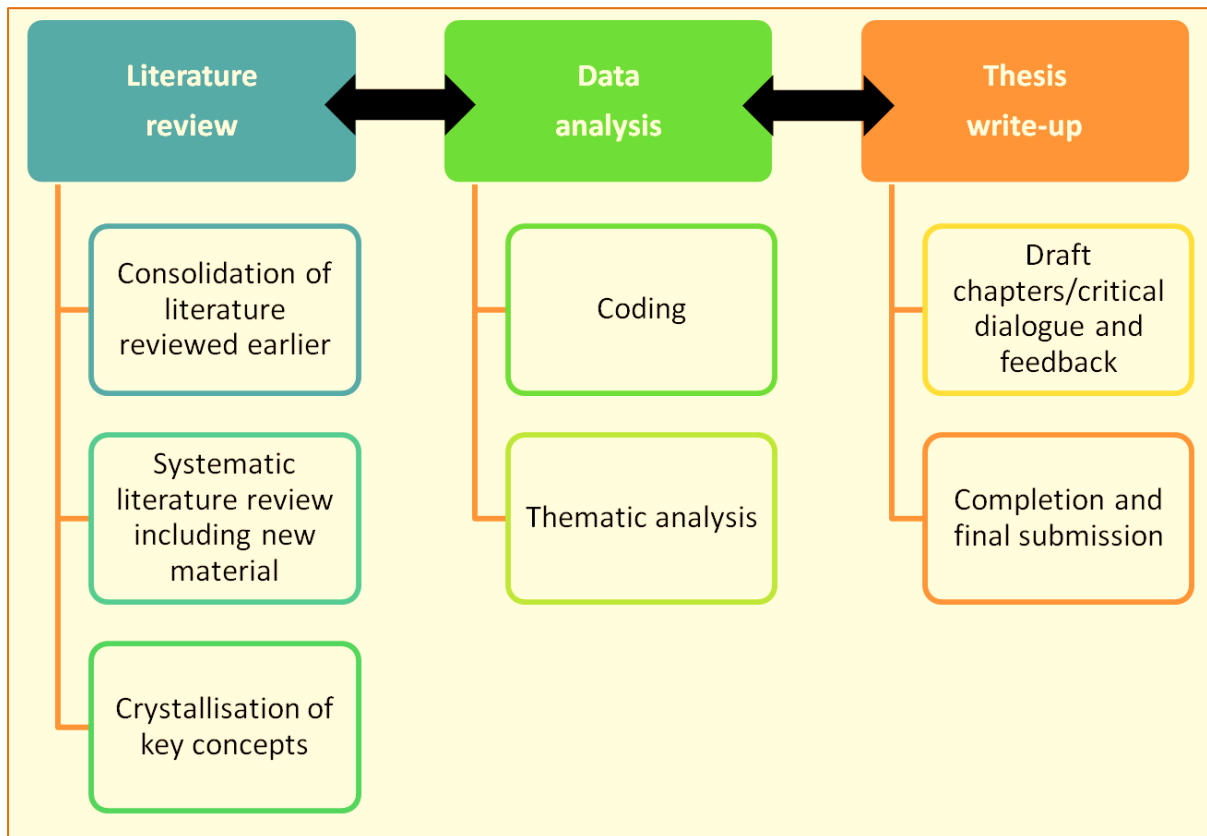 Literature
review
Data
analysis
Thesis
write-up
Consolidation of
literature
reviewed earlier
Systematic
literature review
including new
material
Crystallisation of
key concepts
Coding
Thematic analysis
Draft
chapters/critical
dialogue and
feedback
Completion and
final submission